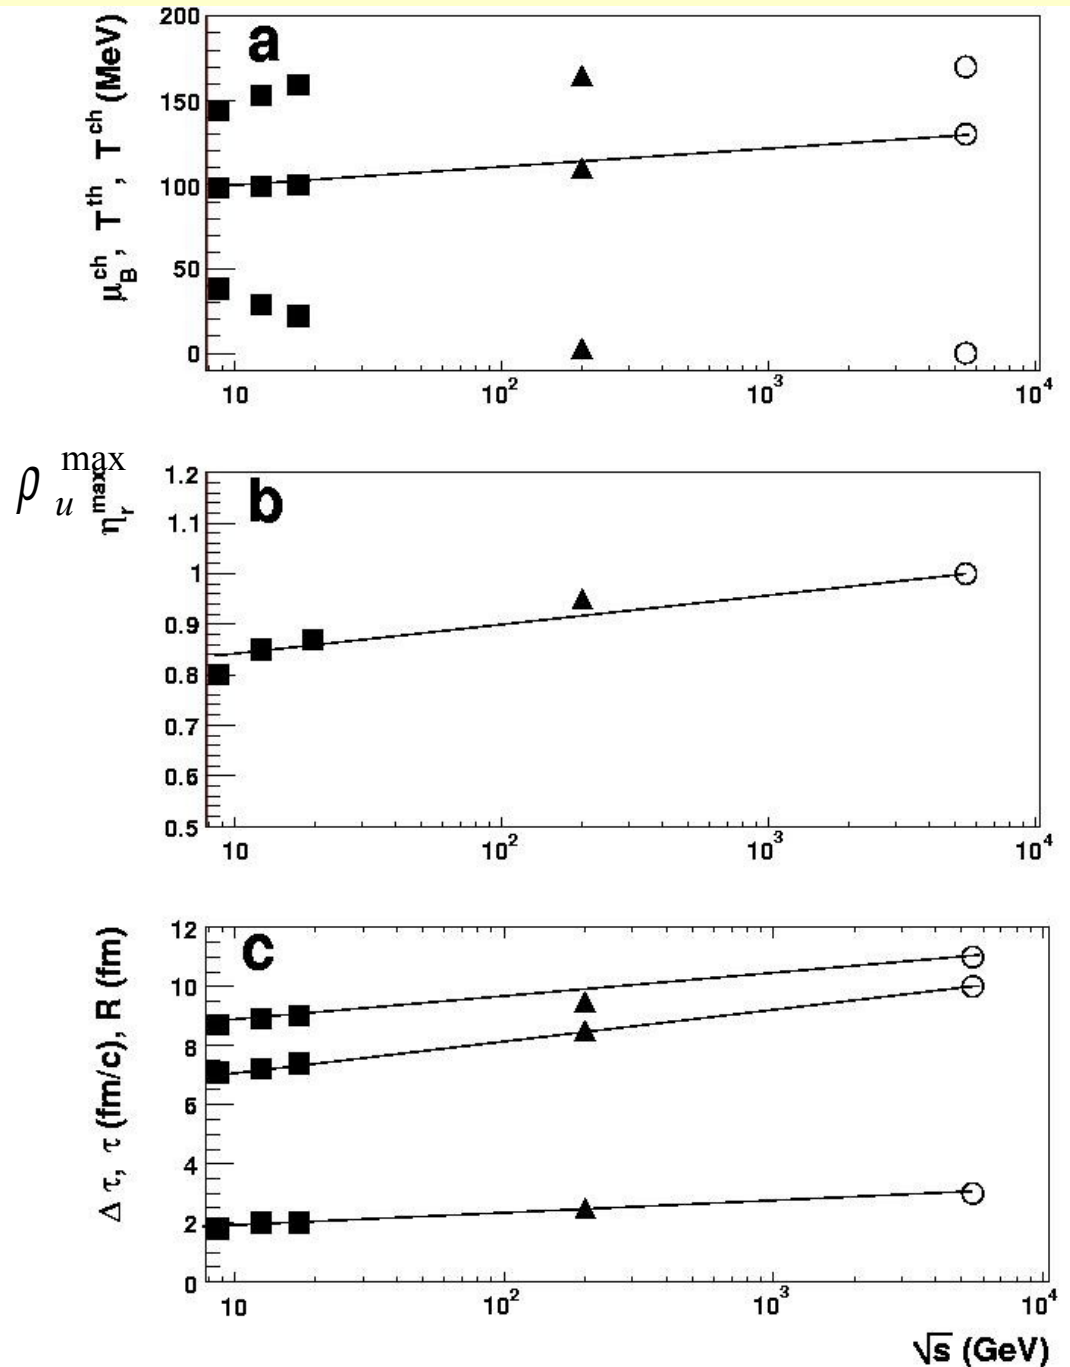 a
μ_B^ch, T^th, T^ch (MeV)
200
150
100
50
0
10 10² 10³ 10⁴
b
ρ_u^max
η_r^max
1.2
1.1
1
0.9
0.8
0.7
0.6
0.5
10 10² 10³ 10⁴
c
Δτ, τ (fm/c), R (fm)
12
10
8
6
4
2
0
10 10² 10³ 10⁴
√s (GeV)